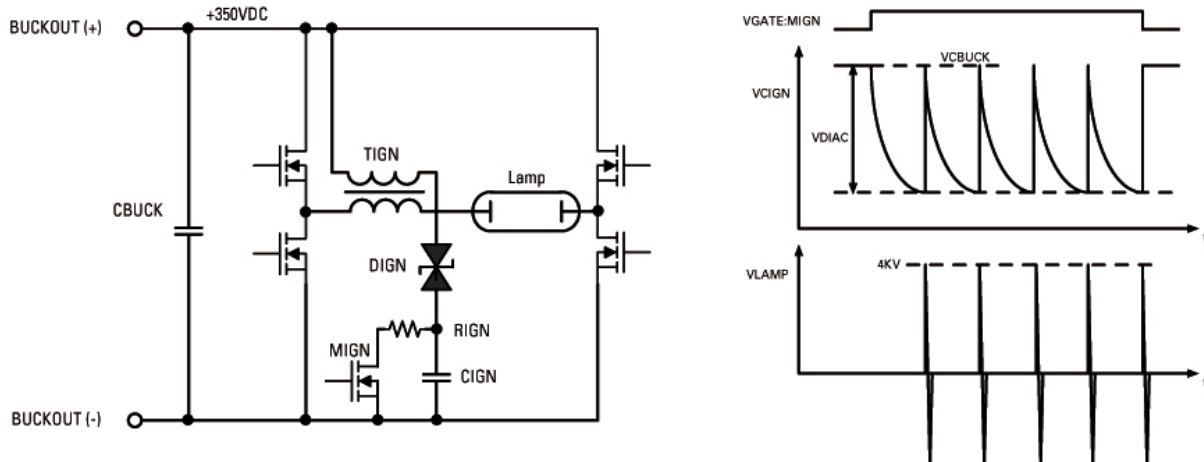 +350VDC
BUCKOUT (+)
TIGN
Lamp
CBUCK
DIGN
MIGN
RIGN
CIGN
BUCKOUT (-)
VGATE:MIGN
VCBUCK
VCIGN
VDIAC
t
VLAMP
4KV
t